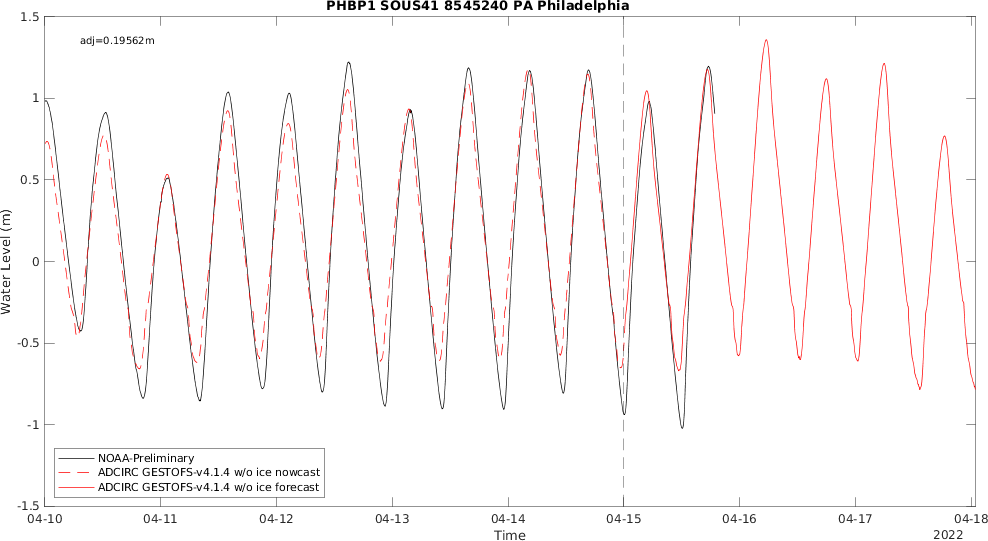 PHBP1 SOUS41 8545240 PA Philadelphia
adj=0.19562m
1.5
1
0.5
0
-0.5
-1
-1.5
Water Level (m)
NOAA-Preliminary
ADCIRC GESTOFS-v4.1.4 w/o ice nowcast
ADCIRC GESTOFS-v4.1.4 w/o ice forecast
04-10 04-11 04-12 04-13 04-14 04-15 04-16 04-17 04-18
Time
2022